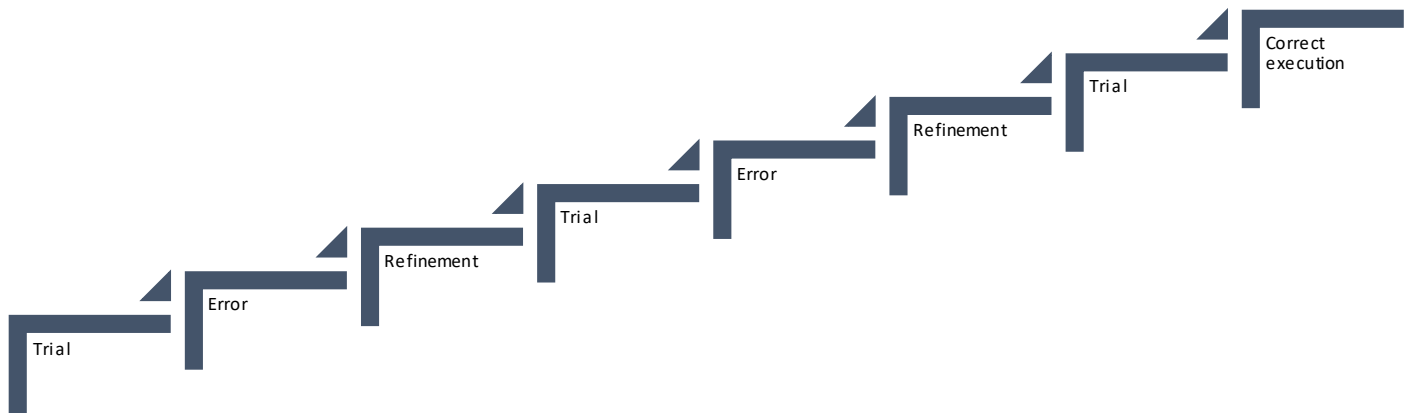 Trial
Error
Refinement
Trial
Error
Refinement
Trial
Correct
execution